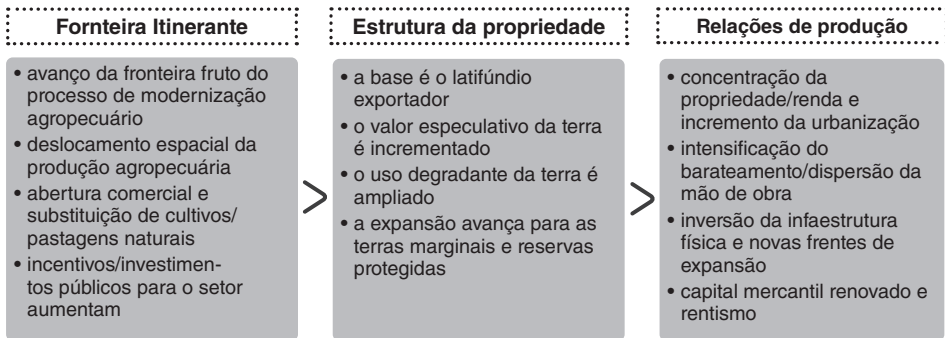 Fornteira Itinerante
• avanço da fronteira fruto do
processo de modernização
agropecuário
• deslocamento espacial da
produção agropecuária
• abertura comercial e
substituição de cultivos/
pastagens naturais
• incentivos/investimen-
tos públicos para o setor
aumentam
>
Estrutura da propriedade
• a base é o latifúndio
exportador
• o valor especulativo da terra
é incrementado
• o uso degradante da terra é
ampliado
• a expansão avança para as
terras marginais e reservas
protegidas
>
Relações de produção
• concentração da
propriedade/renda e
incremento da urbanização
• intensificação do
barateamento/dispersão da
mão de obra
• inversão da infaestrutura
física e novas frentes de
expansão
• capital mercantil renovado e
rentismo